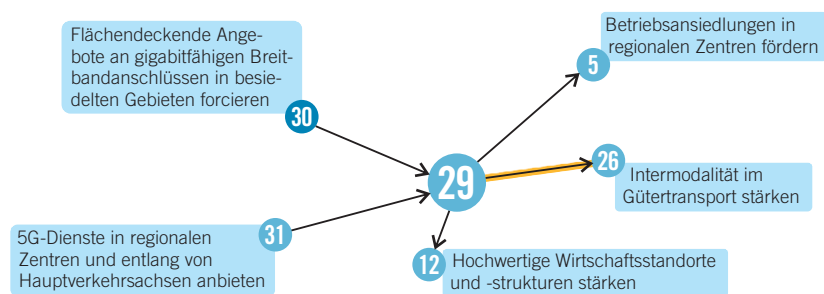 Flächendeckende Ange-
bote an gigabitfähigen Breit-
bandanschlüssen in besie-
delten Gebieten forcieren
30
Betriebsansiedlungen in
regionalen Zentren fördern
5
29
26
Intermodalität im
Gütertransport stärken
31
5G-Dienste in regionalen
Zentren und entlang von
Hauptverkehrsachsen anbieten
12
Hochwertige Wirtschaftsstandorte
und -strukturen stärken